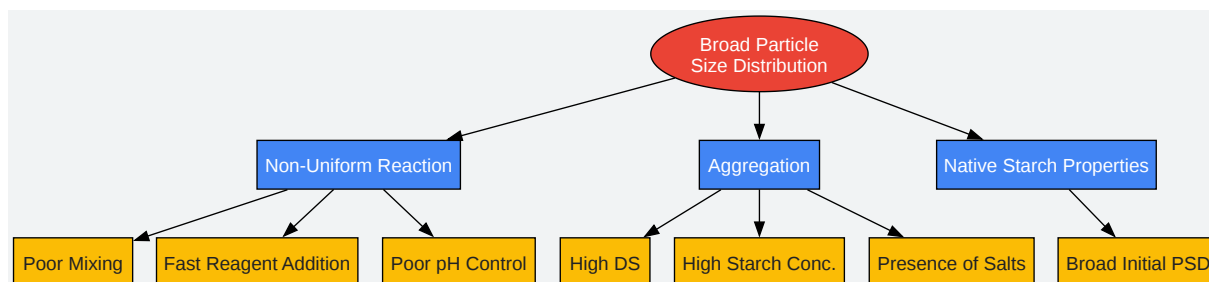 Broad Particle
Size Distribution
Non-Uniform Reaction
Aggregation
Native Starch Properties
Poor Mixing
Fast Reagent Addition
Poor pH Control
High DS
High Starch Conc.
Presence of Salts
Broad Initial PSD